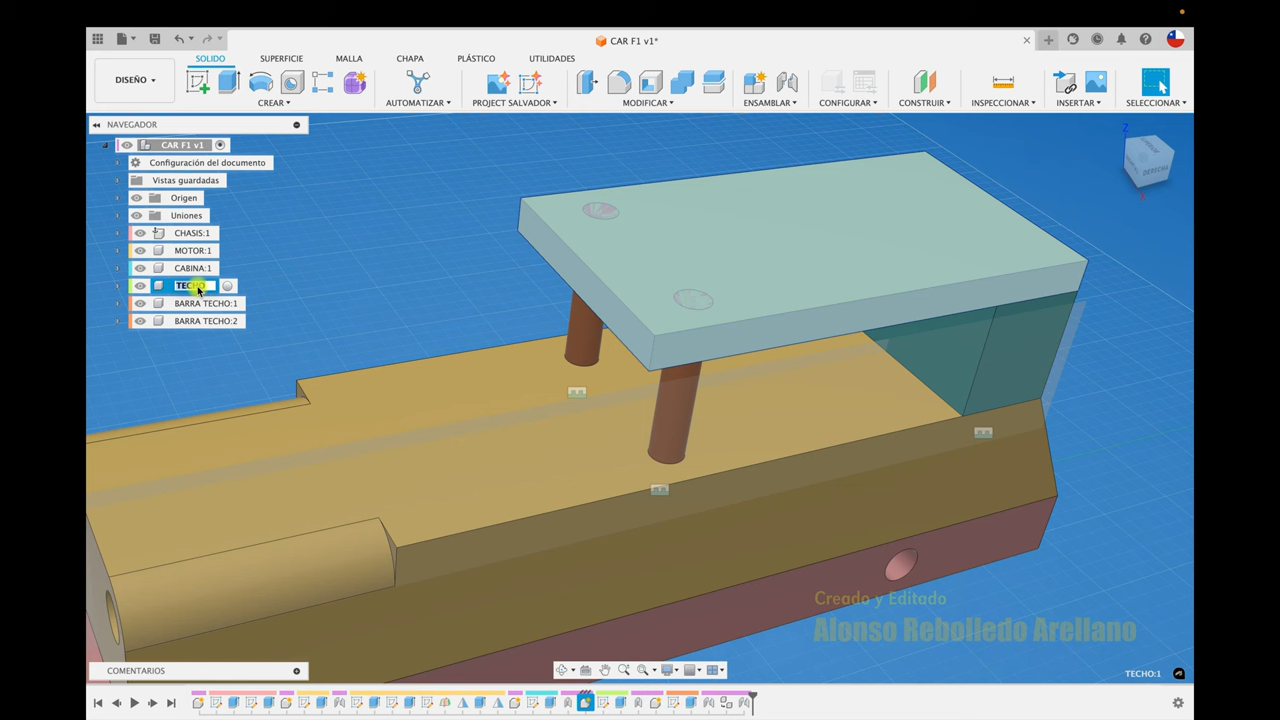 CAR F1 v1*
DISEÑO
SOLIDO
SUPERFICIE
MALLA
CHAPA
PLÁSTICO
UTILIDADES
CREAR
AUTOMATIZAR
PROJECT SALVADOR
MODIFICAR
ENSAMBLAR
CONFIGURAR
CONSTRUIR
INSPECCIONAR
INSERTAR
SELECCIONAR
NAVEGADOR
CAR F1 v1
Configuración del documento
Vistas guardadas
Origen
Uniones
CHASIS:1
MOTOR:1
CABINA:1
TECHO
BARRA TECHO:1
BARRA TECHO:2
Z
DERECHA
X
Creado y Editado
Alonso Rebolledo Arellano
COMENTARIOS
TECHO:1